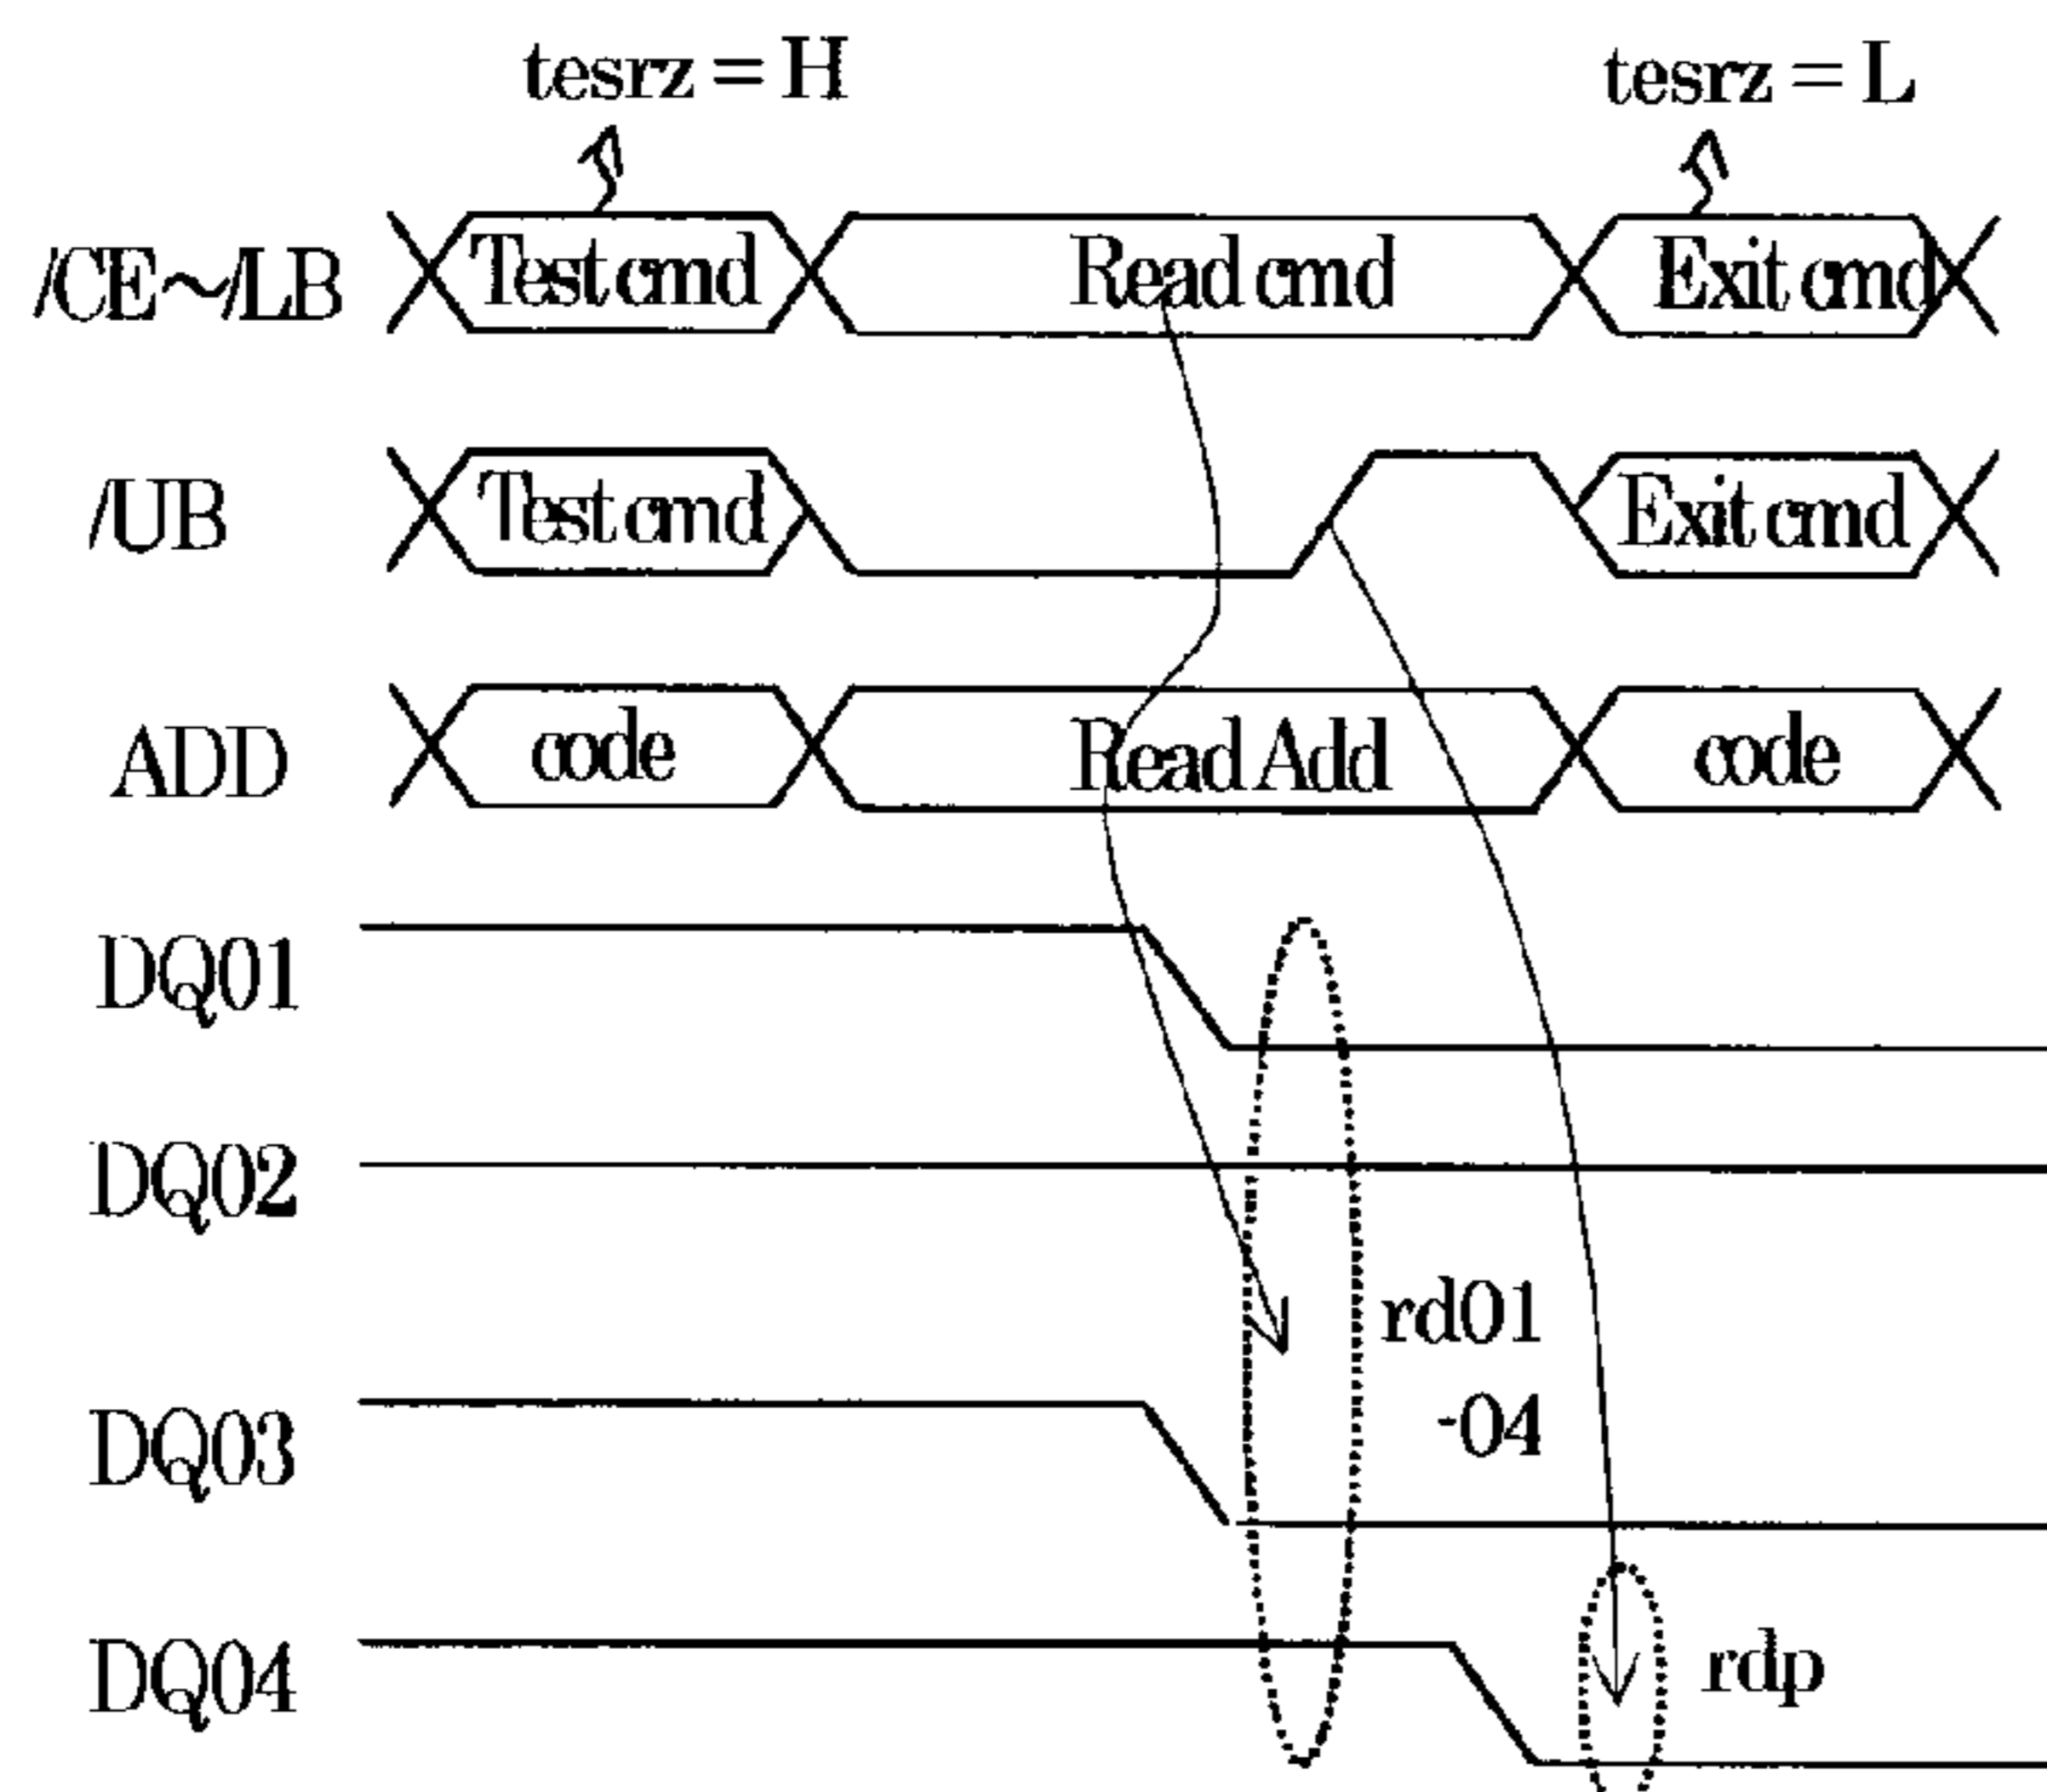 tesrz = H tesrz = L
/CE~/LB Test cmd Read cmd Exit cmd
/UB Test cmd Exit cmd
ADD code Read Add code
DQ01
DQ02
rd01
-04
DQ03
DQ04 rdp